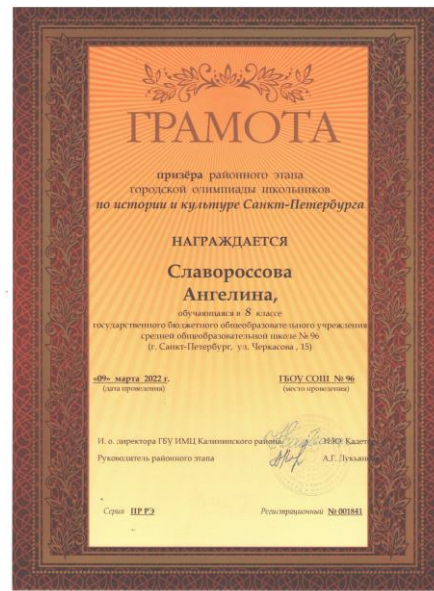 ГРАМОТА
призёра районного этапа
городской олимпиады школьников
по истории и культуре Санкт-Петербурга
НАГРАЖДАЕТСЯ
Славороссова
Ангелина,
обучающаяся в 8 классе
государственного бюджетного общеобразовательного учреждения
средней общеобразовательной школе № 96
(г. Санкт-Петербург, ул. Черкасова , 15)
«09» марта 2022 г. ГБОУ СОШ № 96
(дата проведения) (место проведения)
И. о. директора ГБУ ИМЦ Калининского района
Руководитель районного этапа А.Г.
Серия ПР РЭ Регистрационный № 001841